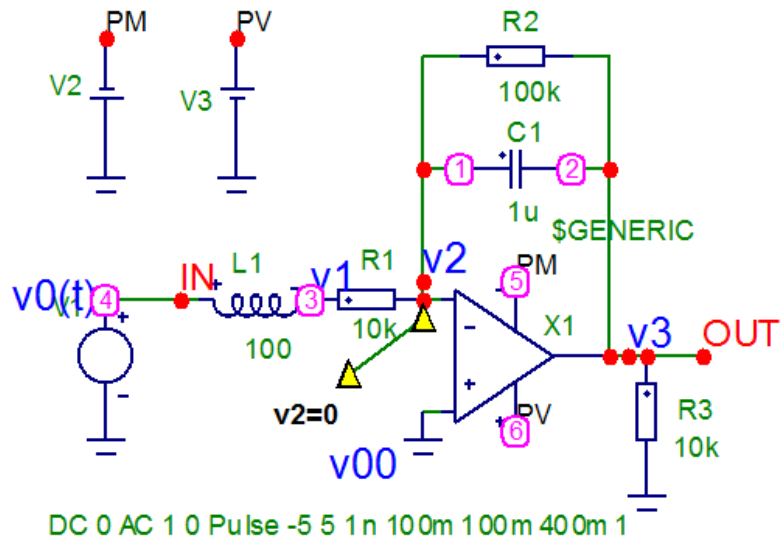 PM
PV
R2
V2
V3
100k
C1
1
2
1u
$GENERIC
IN
L1
v1
R1
v2
5
PM
v0(t)
V1
4
3
X1
100
10k
v3
OUT
v2=0
PV
6
R3
v00
10k
DC 0 AC 1 0 Pulse -5 5 1n 100m 100m 400m 1